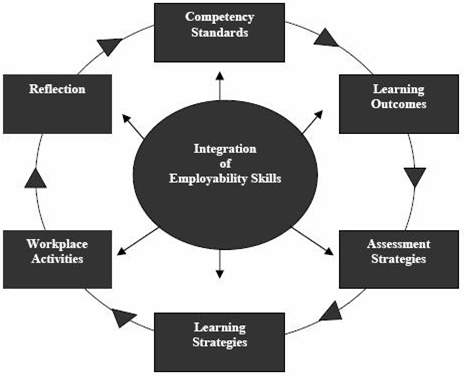 Competency
Standards
Learning
Outcomes
Assessment
Strategies
Learning
Strategies
Workplace
Activities
Reflection
Integration
of
Employability Skills